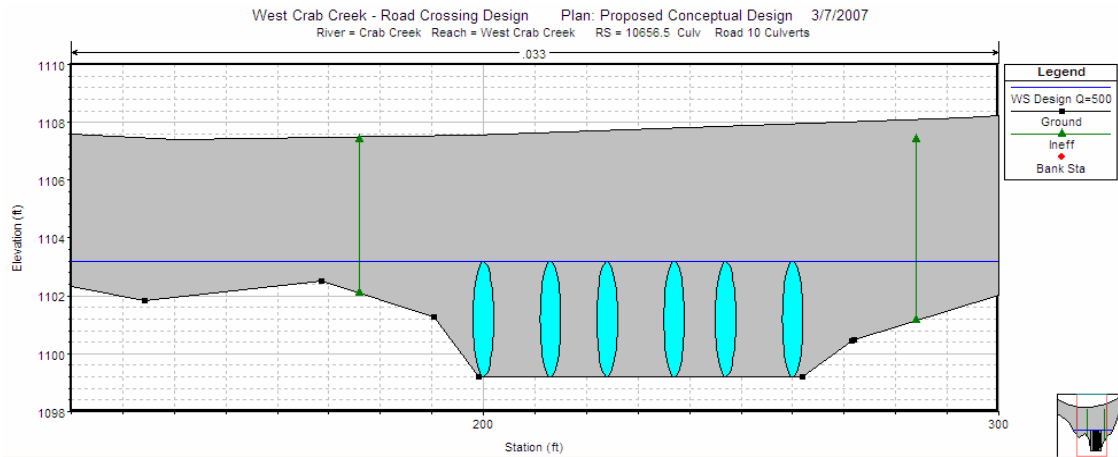 West Crab Creek - Road Crossing Design Plan: Proposed Conceptual Design 3/7/2007
River = Crab Creek Reach = West Crab Creek RS = 10656.5 Culv Road 10 Culverts
.033
1110
1108
1106
1104
1102
1100
1098
Elevation (ft)
200
300
Station (ft)
Legend
WS Design Q=500
Ground
Ineff
Bank Sta